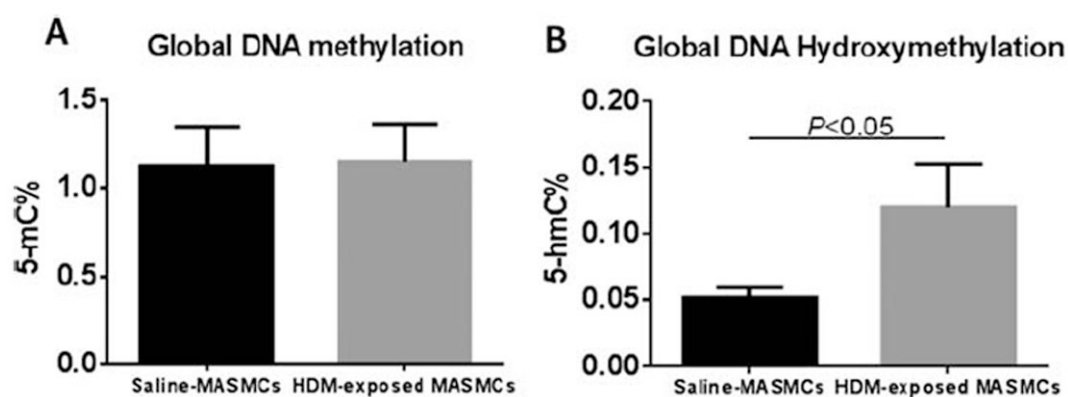 A
Global DNA methylation
1.5
1.0
0.5
0.0
5-mC%
Saline-MASMCs HDM-exposed MASMCs
B
Global DNA Hydroxymethylation
0.20
0.15
0.10
0.05
0.00
5-hmC%
P<0.05
Saline-MASMCs HDM-exposed MASMCs